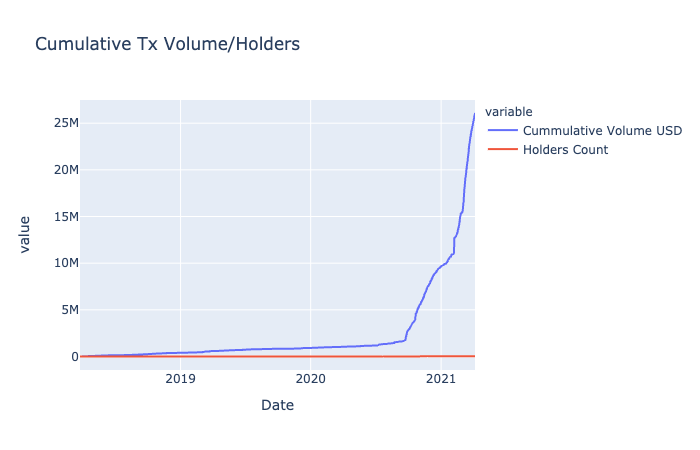 Cumulative Tx Volume/Holders
variable
Cummulative Volume USD
Holders Count
25M
20M
15M
10M
5M
0
value
2019
2020
2021
Date